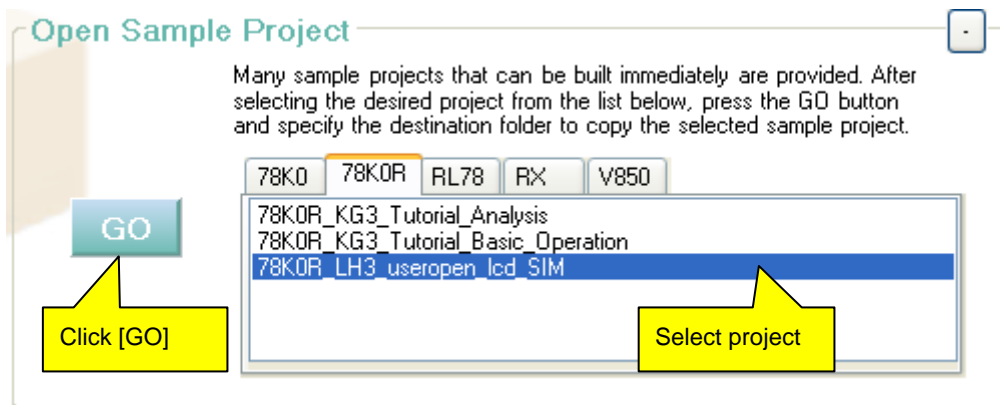 Open Sample Project
-
Many sample projects that can be built immediately are provided. After
selecting the desired project from the list below, press the GO button
and specify the destination folder to copy the selected sample project.
78K0 78K0R RL78 RX V850
GO
78K0R_KG3_Tutorial_Analysis
78K0R_KG3_Tutorial_Basic_Operation
78K0R_LH3_useropen_lcd_SIM
Click [GO]
Select project